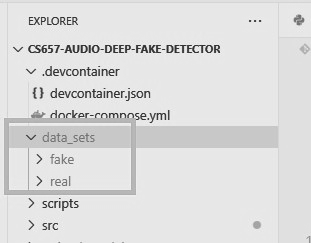 EXPLORER
CS657-AUDIO-DEEP-FAKE-DETECTOR
.devcontainer
devcontainer.json
docker-compose.yml
data_sets
fake
real
scripts
src